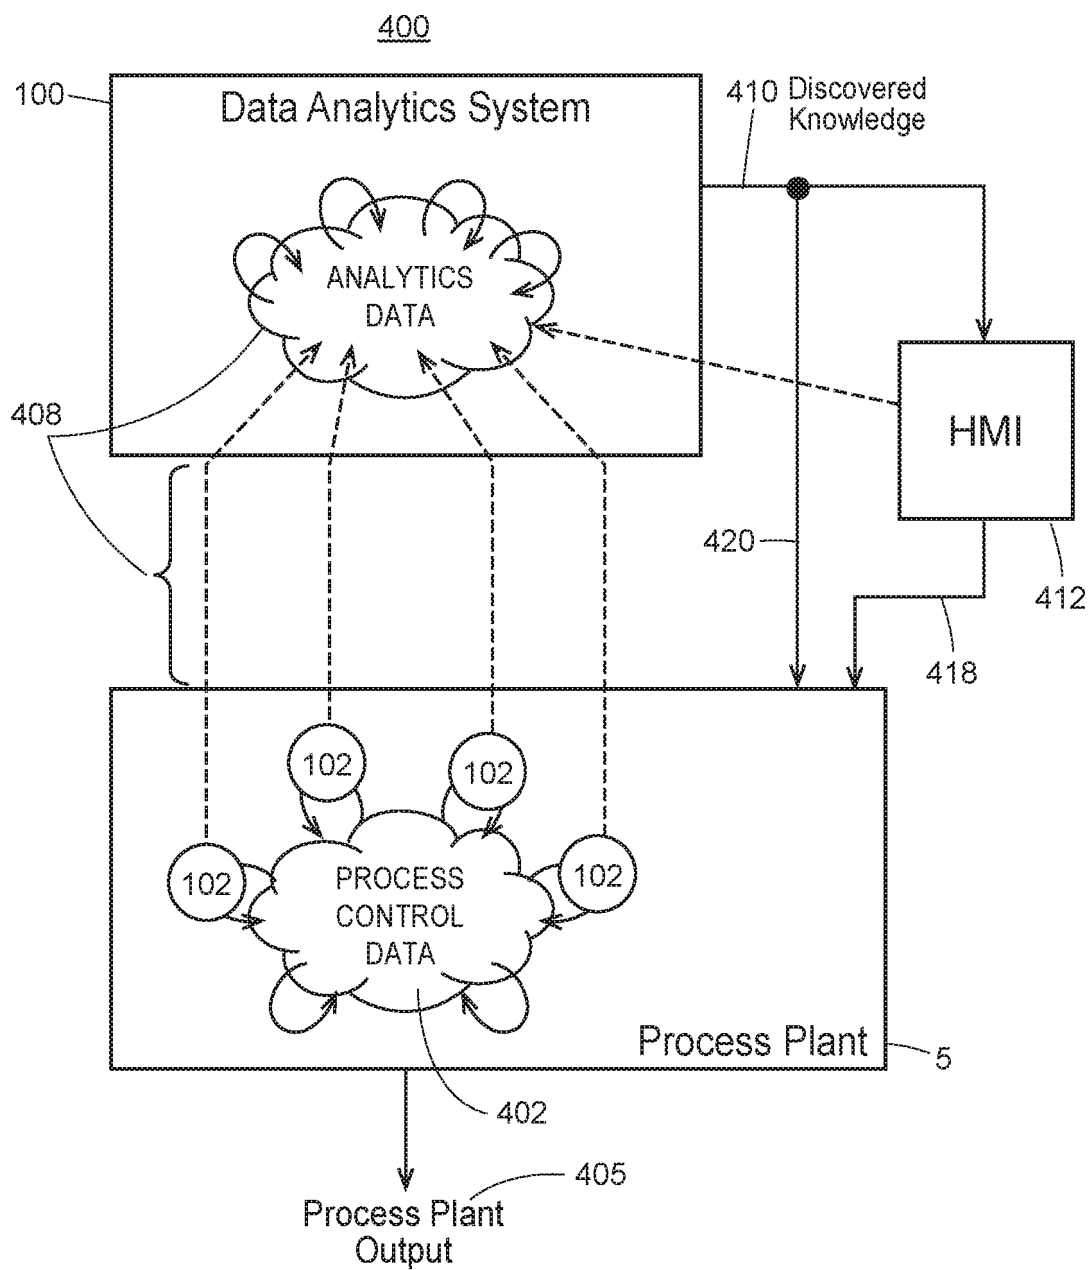 400
100
Data Analytics System
410 Discovered
Knowledge
ANALYTICS
DATA
408
HMI
420
412
418
102
102
102
102
PROCESS
CONTROL
DATA
Process Plant
5
402
405
Process Plant
Output